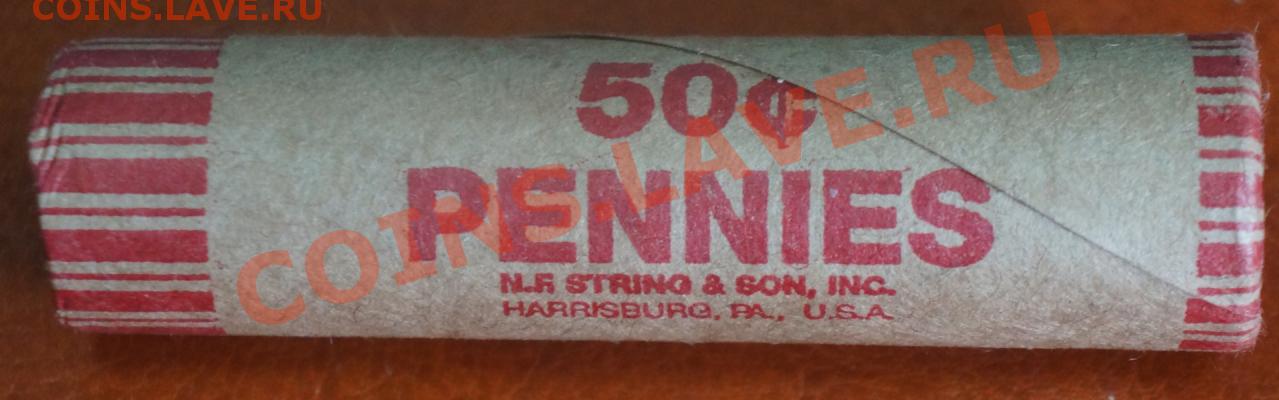 COINS.LAVE.RU
50¢
PENNIES
N.F. STRING & SON, INC.
HARRISBURG, PA., U.S.A.
COINS.LAVE.RU